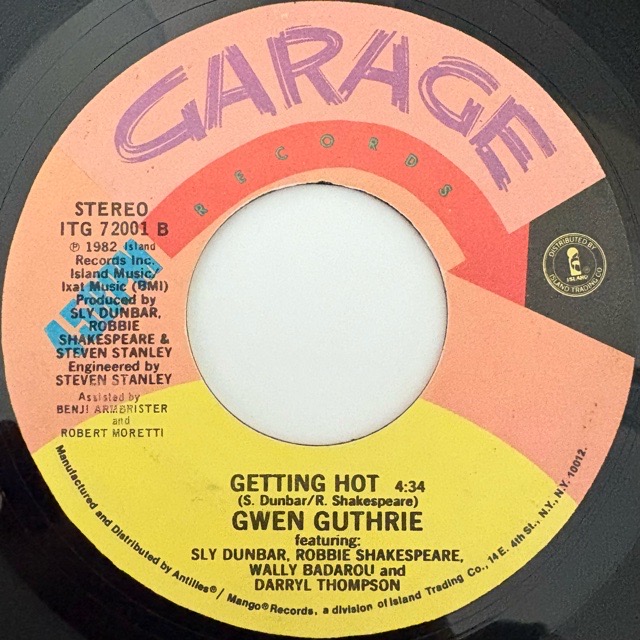 GARAGE
RECORDS
STEREO
ITG 72001 B
℗ 1982 Island
Records Inc.
Island Music/
Ixat Music (BMI)
Produced by
SLY DUNBAR,
ROBBIE
SHAKESPEARE &
STEVEN STANLEY
Engineered by
STEVEN STANLEY
Assisted by
BENJI ARMBRISTER
and
ROBERT MORETTI
45RPM
DISTRIBUTED BY
ISLAND
ISLAND TRADING CO
GETTING HOT 4:34
(S. Dunbar/R. Shakespeare)
GWEN GUTHRIE
featuring:
SLY DUNBAR, ROBBIE SHAKESPEARE,
WALLY BADAROU and
DARRYL THOMPSON
Manufactured and Distributed by Antilles® / Mango® Records, a division of Island Trading Co., 14 E. 4th St., N.Y. N.Y. 10012.